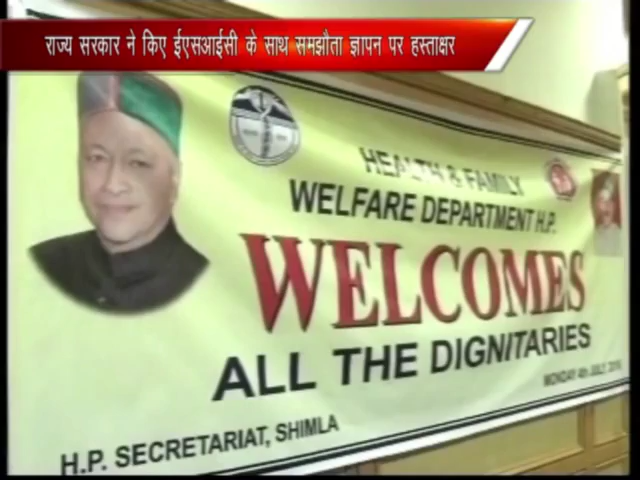 राज्य सरकार ने किए ईएसआईसी के साथ समझौता ज्ञापन पर हस्ताक्षर
HEALTH & FAMILY
WELFARE DEPARTMENT H.P.
WELCOMES
ALL THE DIGNITARIES
MONDAY 4th JULY,
H.P. SECRETARIAT, SHIMLA